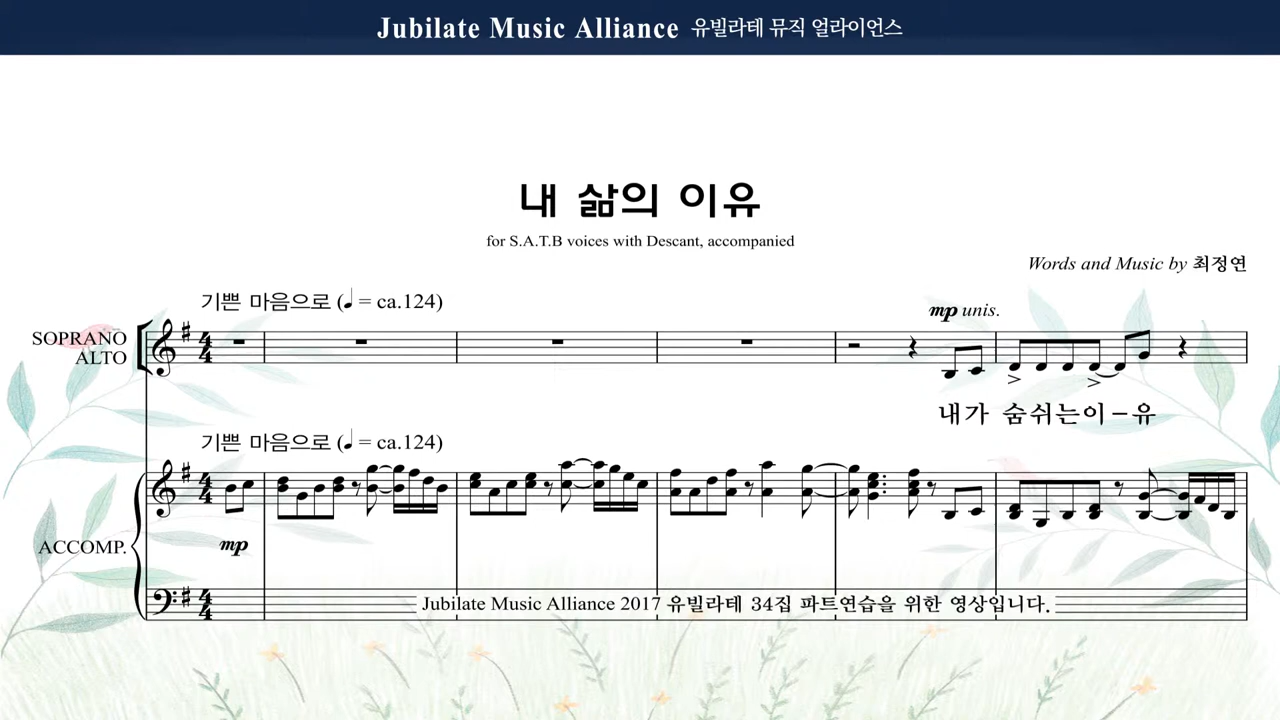 Jubilate Music Alliance 유빌라테 뮤직 얼라이언스
내 삶의 이유
for S.A.T.B voices with Descant, accompanied
Words and Music by 최정연
기쁜 마음으로 (♩ = ca.124)
mp unis.
SOPRANO
ALTO
내가 숨쉬는이-유
기쁜 마음으로 (♩ = ca.124)
mp
ACCOMP.
Jubilate Music Alliance 2017 유빌라테 34집 파트연습을 위한 영상입니다.